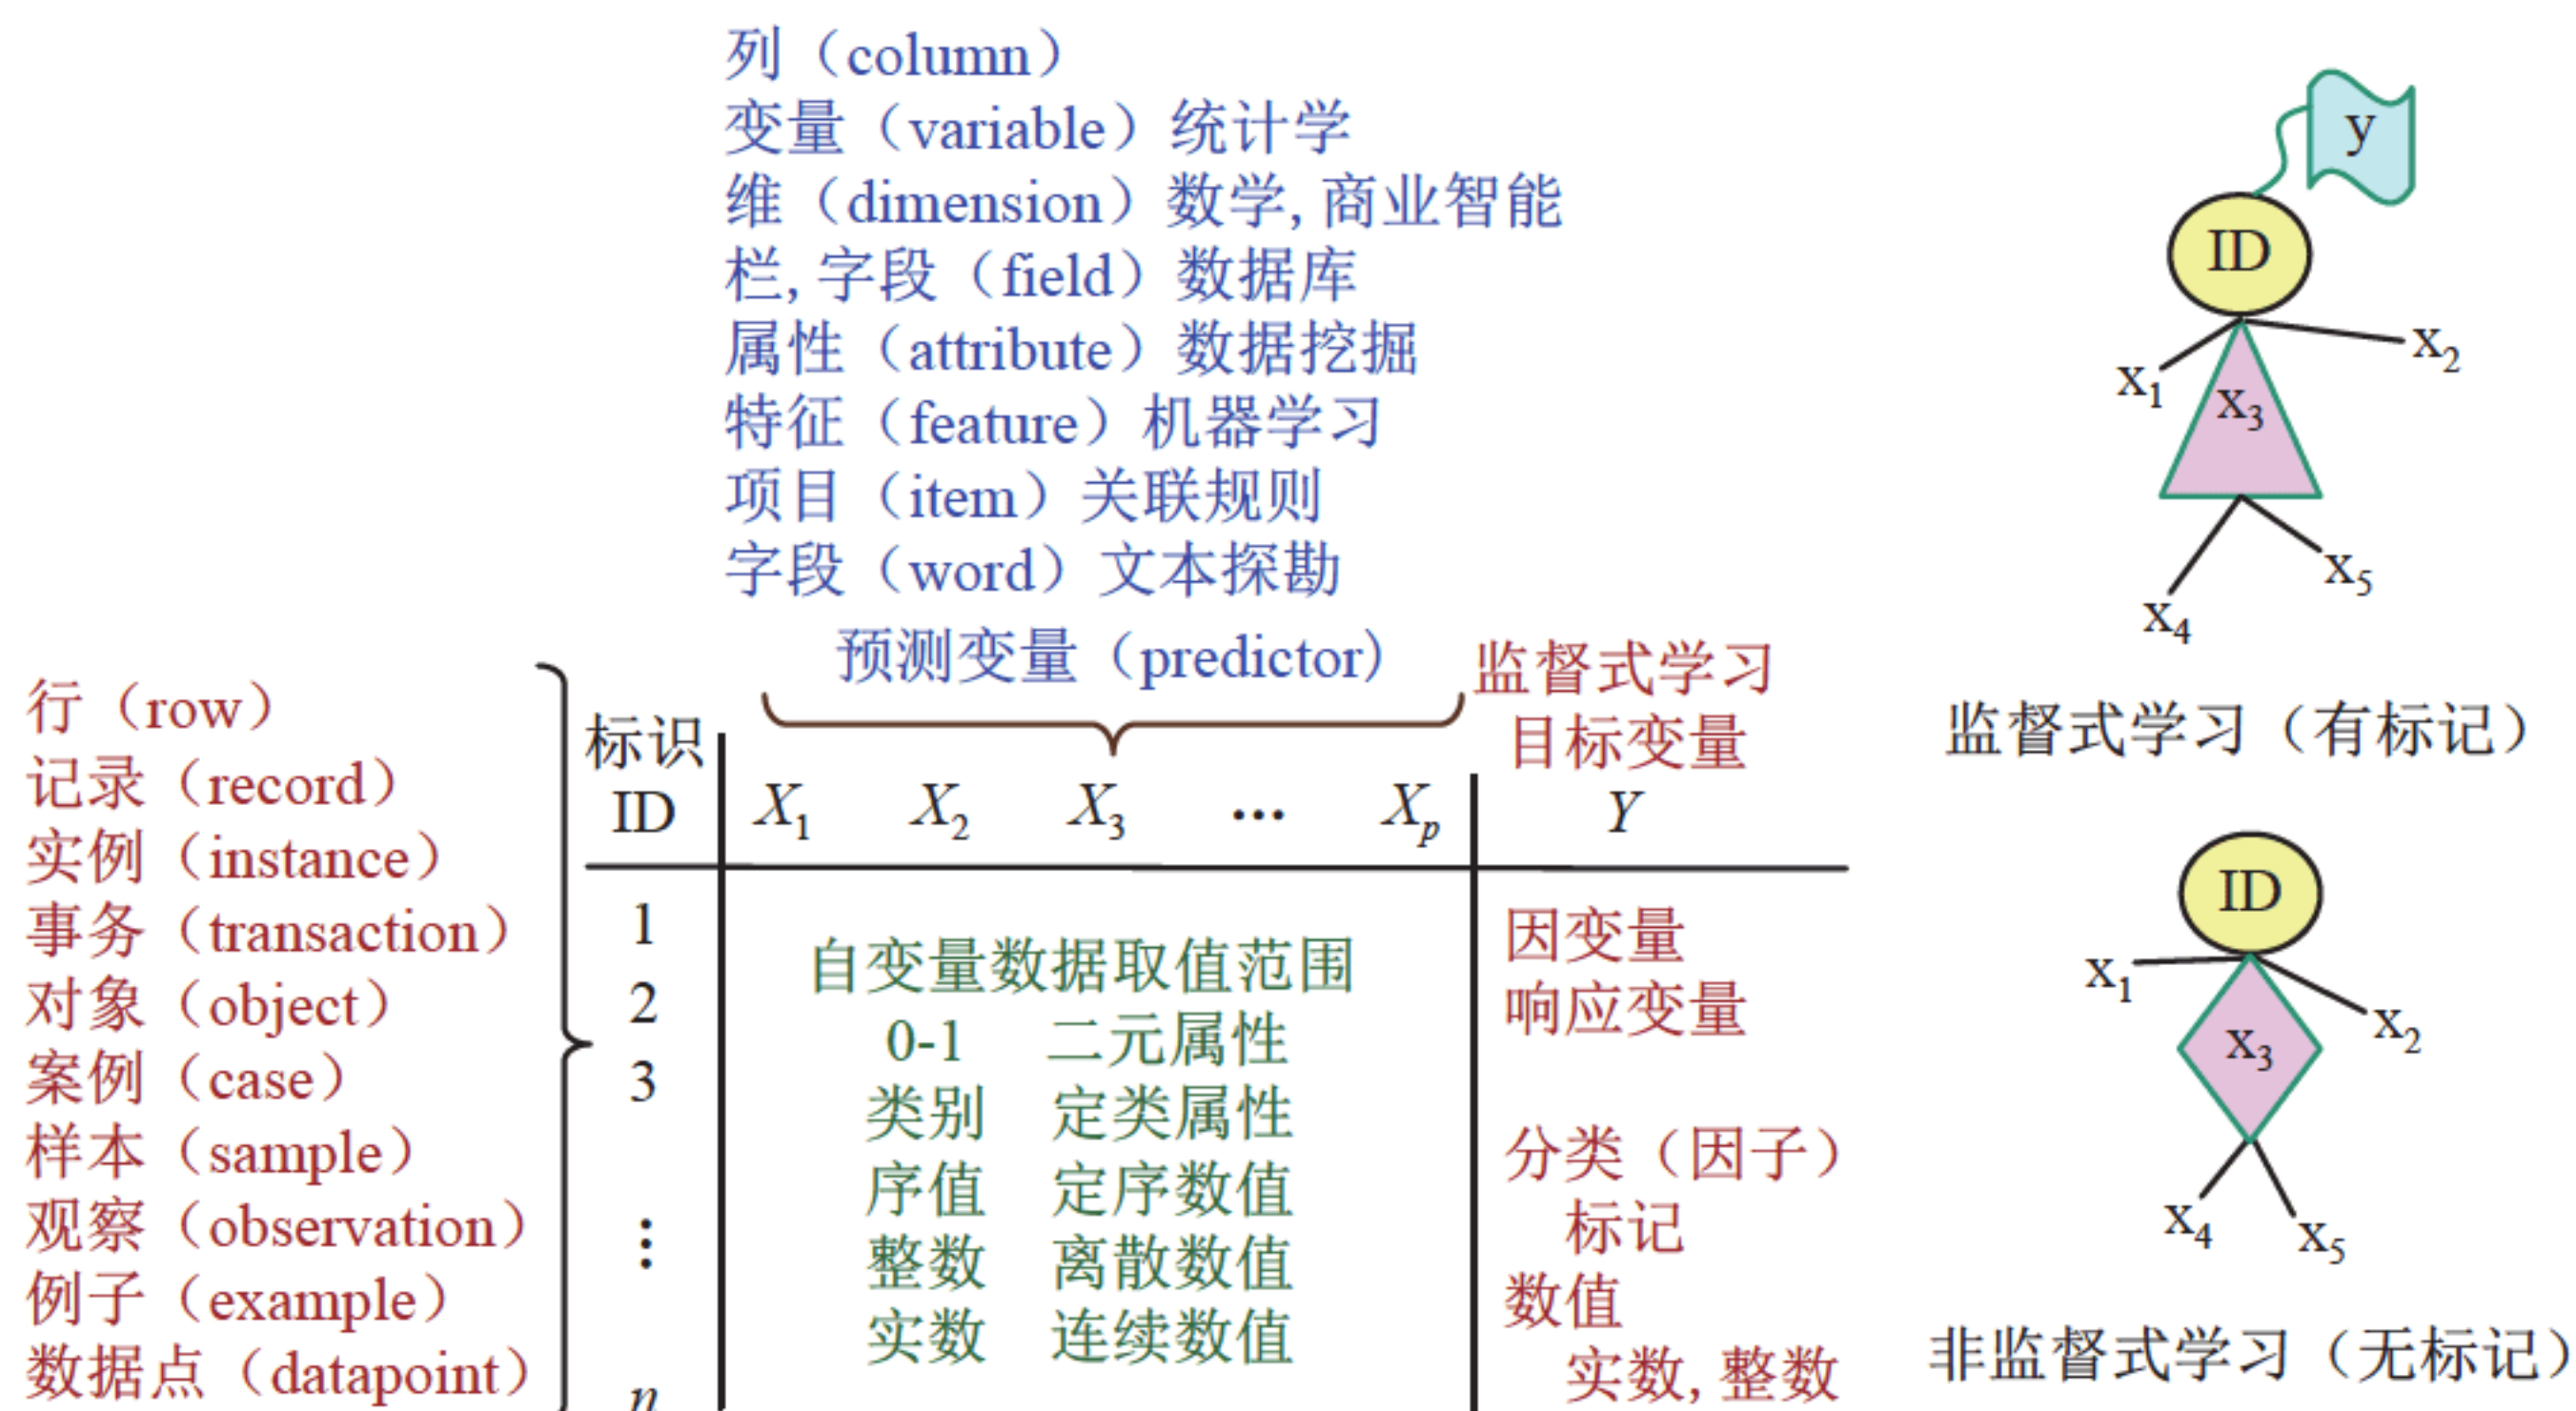 列（column）
变量（variable）统计学
维（dimension）数学, 商业智能
栏, 字段（field）数据库
属性（attribute）数据挖掘
特征（feature）机器学习
项目（item）关联规则
字段（word）文本探勘
预测变量（predictor)
监督式学习
目标变量
行（row）
记录（record）
实例（instance）
事务（transaction）
对象（object）
案例（case）
样本（sample）
观察（observation）
例子（example）
数据点（datapoint）
标识
ID X₁ X₂ X₃ ... Xₚ Y
1
2
3
⋮
n
自变量数据取值范围
0-1 二元属性
类别 定类属性
序值 定序数值
整数 离散数值
实数 连续数值
因变量
响应变量
分类（因子）
标记
数值
实数, 整数
y
ID
x₁ x₂
x₃
x₄ x₅
监督式学习（有标记）
ID
x₁ x₂
x₃
x₄ x₅
非监督式学习（无标记）